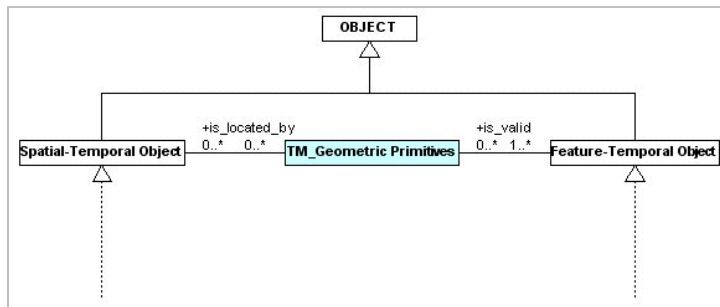 OBJECT
+is_located_by
+is_valid
0..* 0..*
0..* 1..*
Spatial-Temporal Object
TM_Geometric Primitives
Feature-Temporal Object